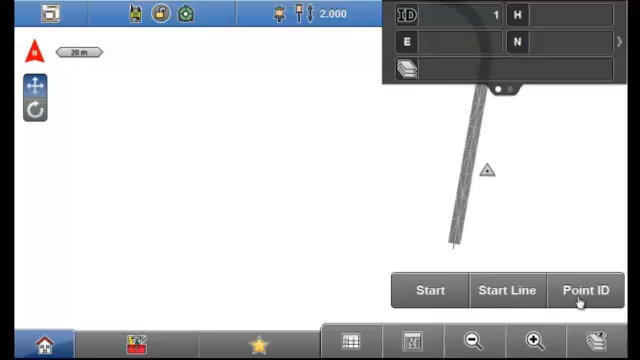 2.000
ID 1 H
E N
N
20 m
Start Start Line Point ID